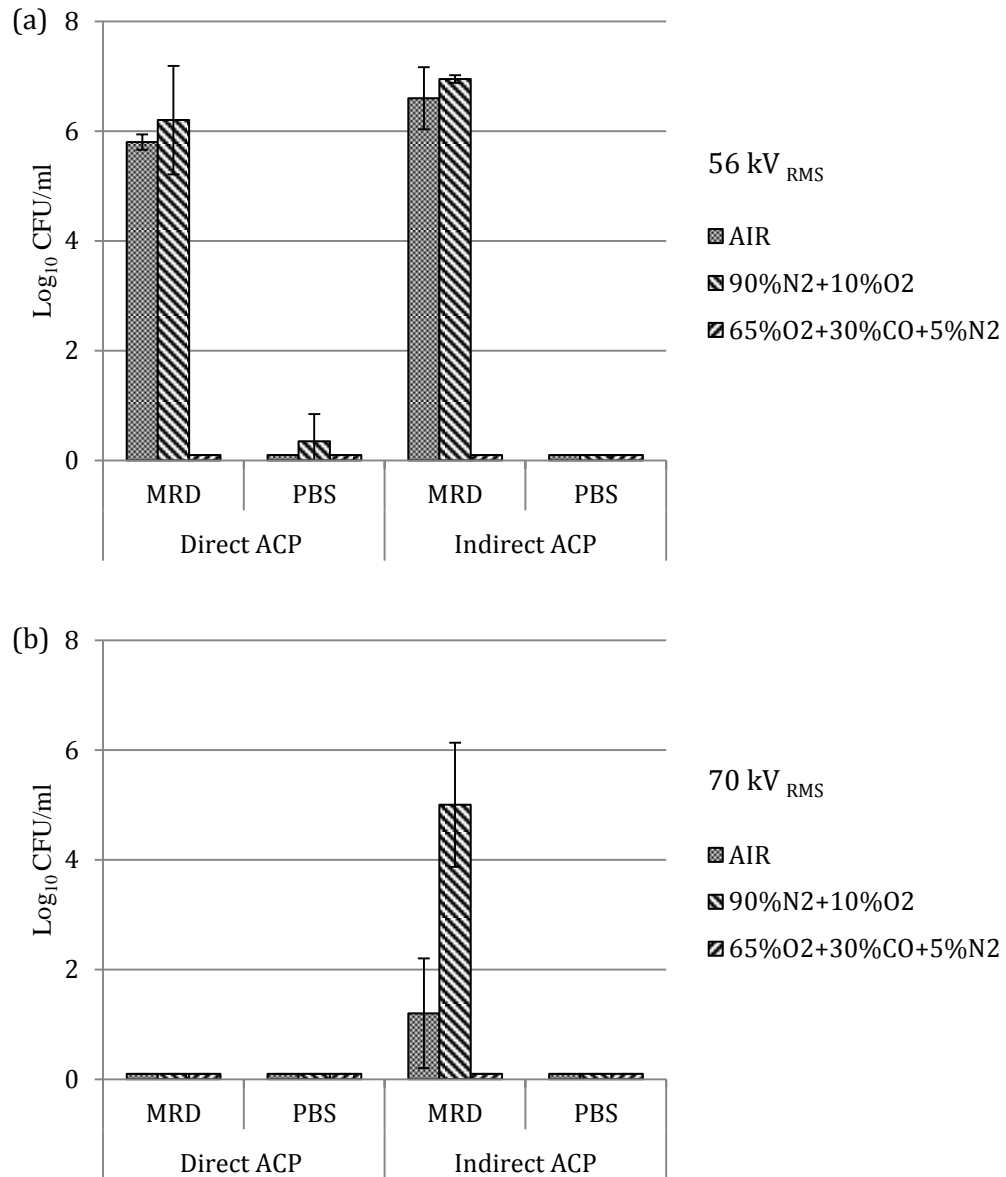 (a)
8
6
4
2
0
Log₁₀ CFU/ml
MRD
PBS
MRD
PBS
Direct ACP
Indirect ACP
56 kV RMS
AIR
90%N2+10%O2
65%O2+30%CO+5%N2
(b)
8
6
4
2
0
Log₁₀ CFU/ml
MRD
PBS
MRD
PBS
Direct ACP
Indirect ACP
70 kV RMS
AIR
90%N2+10%O2
65%O2+30%CO+5%N2